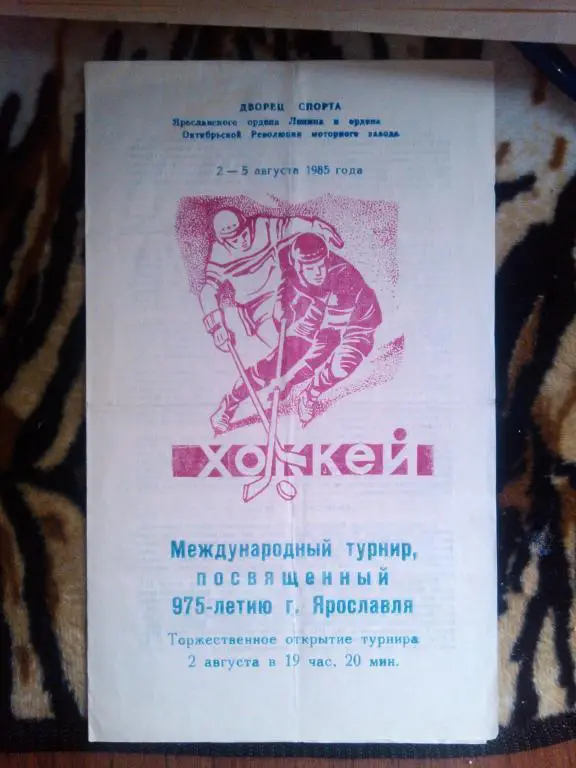 ДВОРЕЦ СПОРТА
Ярославского ордена Ленина и ордена
Октябрьской Революции моторного завода
2 — 5 августа 1985 года
ХОККЕЙ
Международный турнир,
посвященный
975-летию г. Ярославля
Торжественное открытие турнира
2 августа в 19 час. 20 мин.